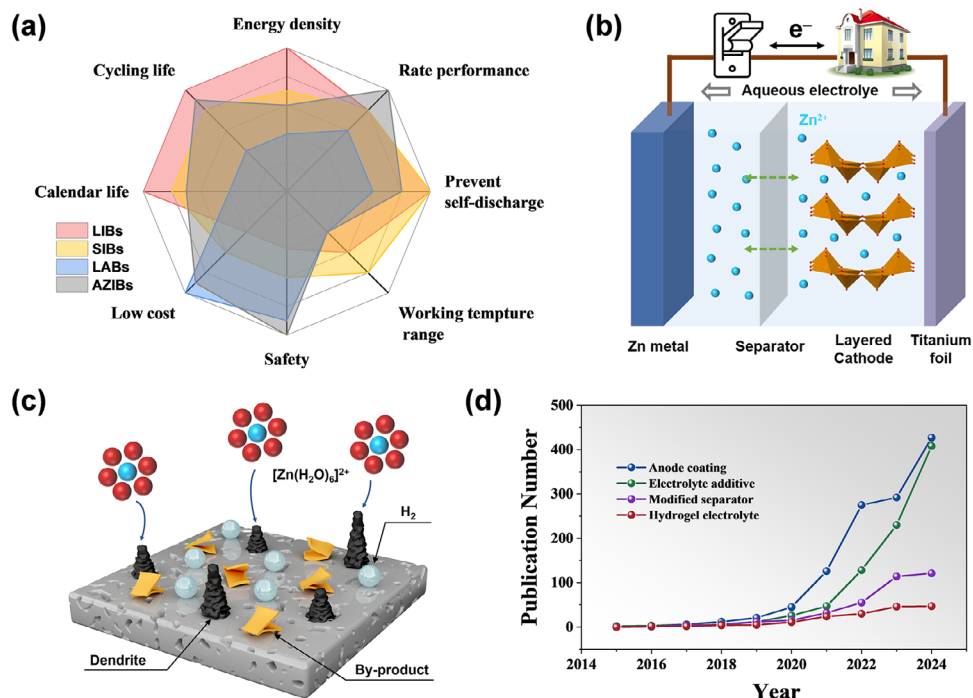 (a)
Energy density
Cycling life
Rate performance
Calendar life
Prevent
self-discharge
LIBs
SIBs
LABs
AZIBs
Low cost
Working tempture
range
Safety
(b)
e⁻
Aqueous electrolye
Zn²⁺
Zn metal
Separator
Layered
Cathode
Titanium
foil
(c)
[Zn(H₂O)₆]²⁺
H₂
Dendrite
By-product
(d)
Publication Number
500
400
300
200
100
0
Anode coating
Electrolyte additive
Modified separator
Hydrogel electrolyte
2014 2016 2018 2020 2022 2024
Year